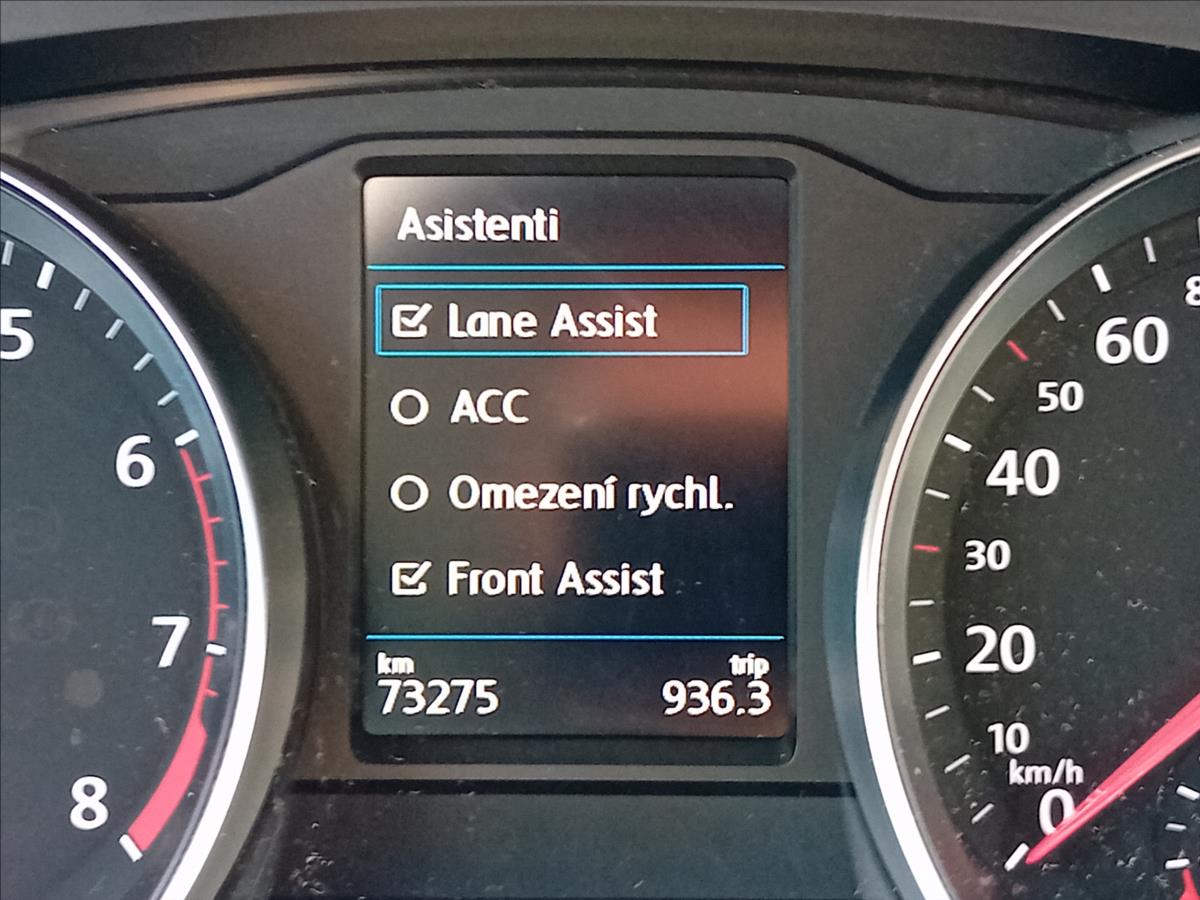 Asistenti
Lane Assist
ACC
Omezení rychl.
Front Assist
km
trip
73275
936.3
5
6
7
8
60
50
40
30
20
10
km/h
0